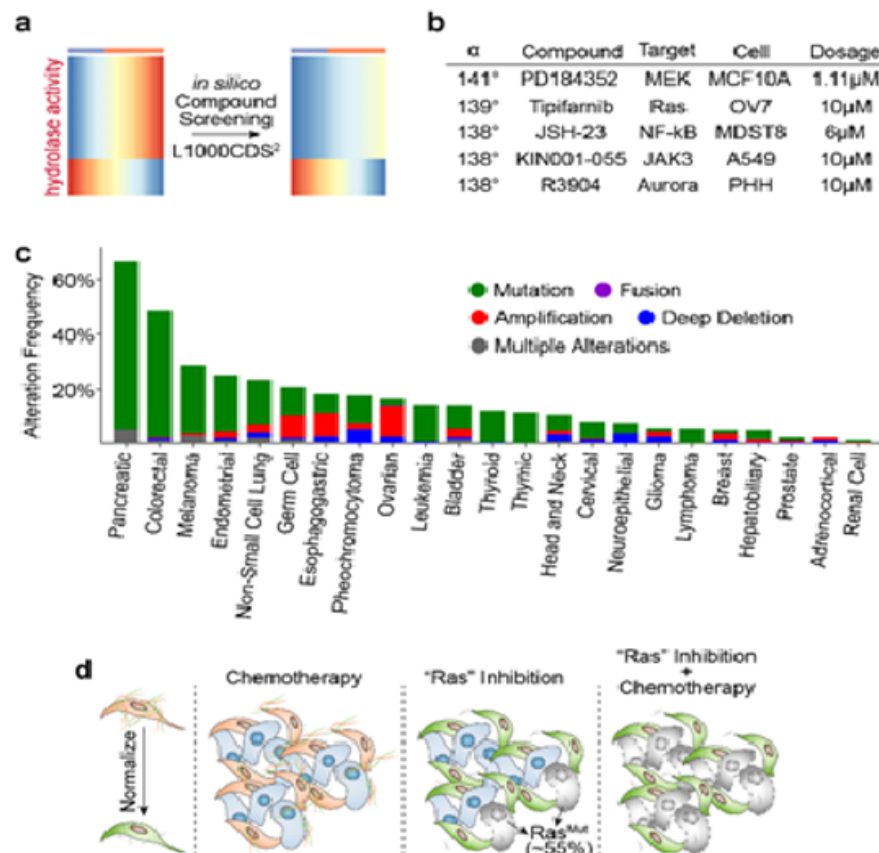 a
hydrolase activity
in silico
Compound
Screening
L1000CDS²
b
α Compound Target Cell Dosage
141° PD184352 MEK MCF10A 1.11µM
139° Tipifarnib Ras OV7 10µM
138° JSH-23 NF-kB MDST8 6µM
138° KIN001-055 JAK3 A549 10µM
138° R3904 Aurora PHH 10µM
c
Alteration Frequency
60%
40%
20%
Mutation Fusion
Amplification Deep Deletion
Multiple Alterations
Pancreatic
Colorectal
Melanoma
Endometrial
Non-Small Cell Lung
Germ Cell
Esophagogastric
Pheochromocytoma
Ovarian
Leukemia
Bladder
Thyroid
Thymic
Head and Neck
Cervical
Neuroepithelial
Glioma
Lymphoma
Breast
Hepatobiliary
Prostate
Adrenocortical
Renal Cell
d
Normalize
Chemotherapy
"Ras" Inhibition
"Ras" Inhibition
+
Chemotherapy
Ras^Mut
(~55%)